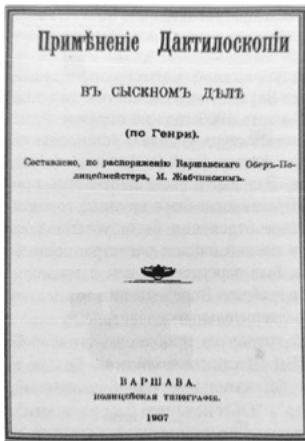 Примѣненіе Дактилоскопіи
ВЪ СЫСКНОМЪ ДѢЛѢ
(по Генри).
Составлено, по распоряженію Варшавскаго Оберъ-По-
лицеймейстера, М. Жабчинскимъ.
ВАРШАВА.
ПОЛИЦЕЙСКАЯ ТИПОГРАФІЯ.
1907